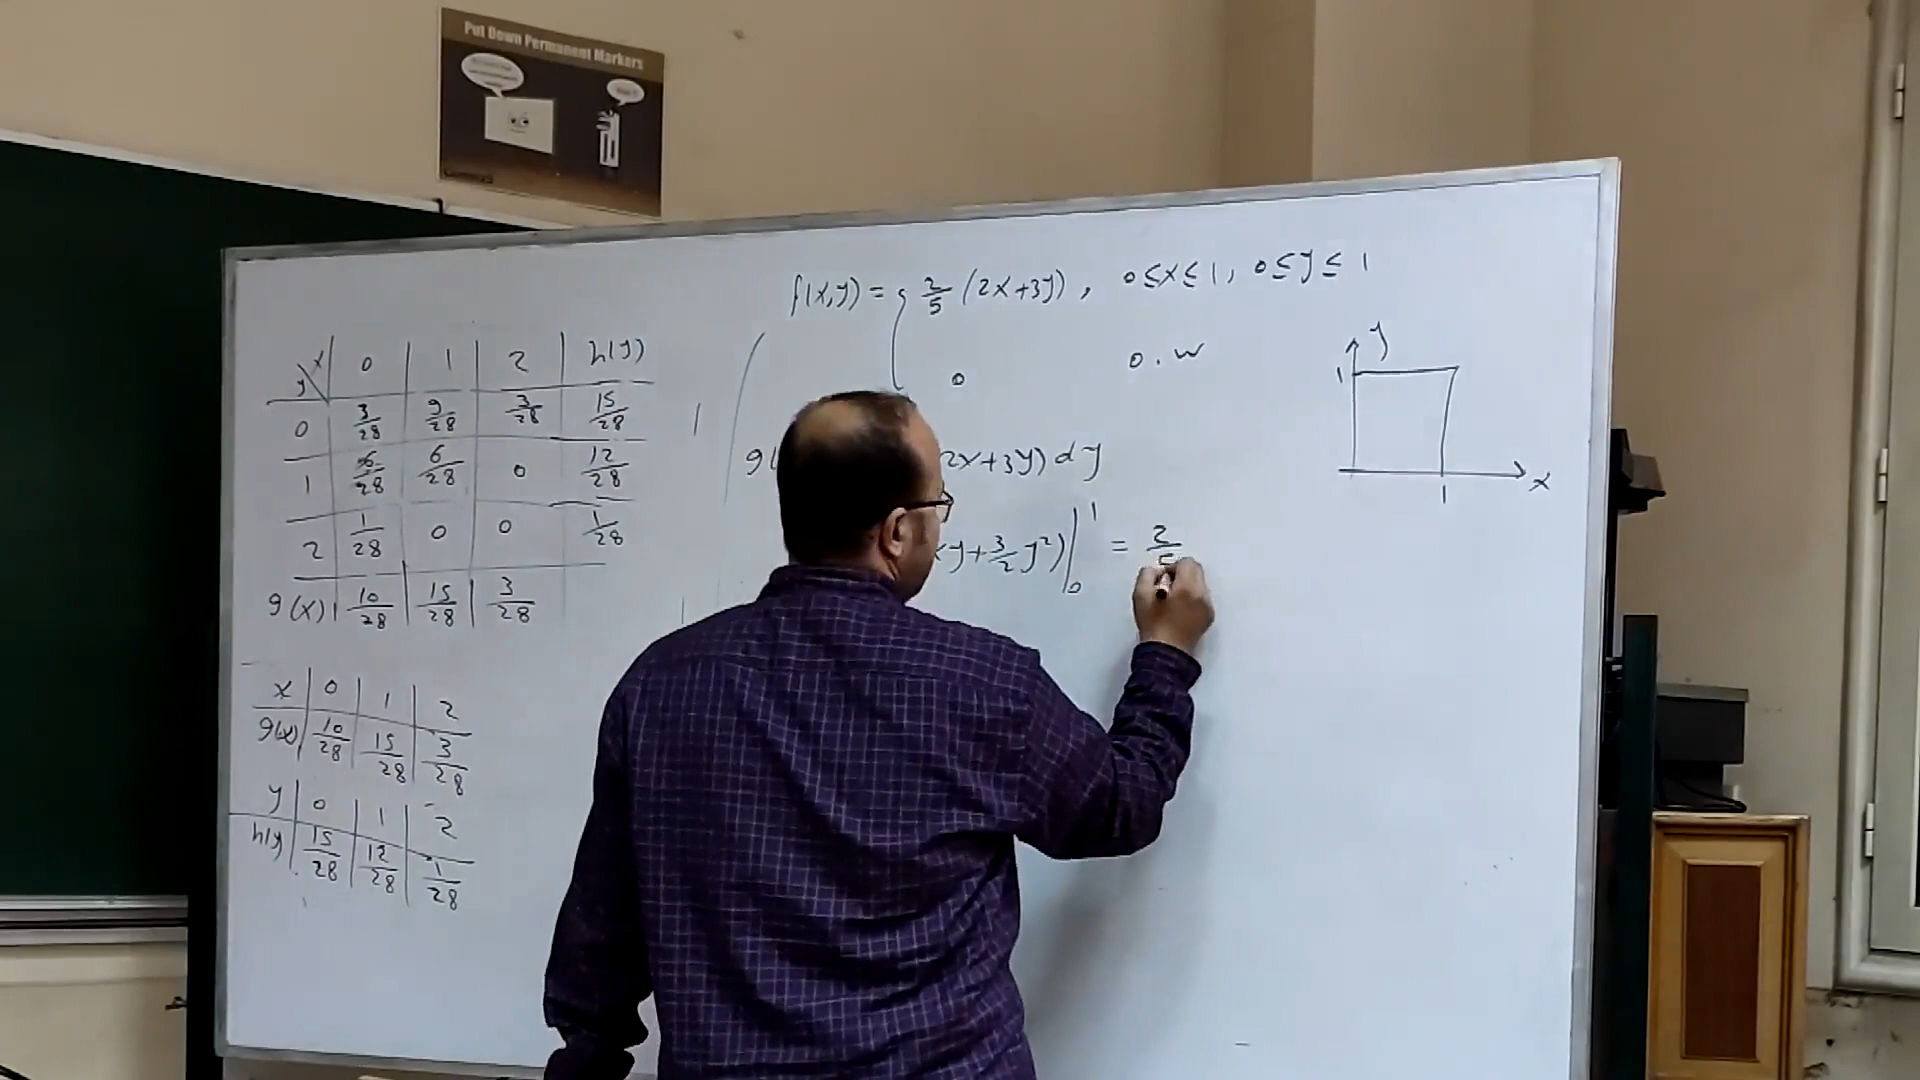 Put Down Permanent Markers
f(x,y) = { 2/5 (2x+3y), 0≤x≤1, 0≤y≤1
0 0.w
y
1
1 x
2x+3y) dy
y + 3/2 y²) | 1 0 = 2/5
y \ x | 0 | 1 | 2 | h(y)
0 | 3/28 | 9/28 | 3/28 | 15/28
1 | 6/28 | 6/28 | 0 | 12/28
2 | 1/28 | 0 | 0 | 1/28
g(x) | 10/28 | 15/28 | 3/28
x | 0 | 1 | 2
g(x) | 10/28 | 15/28 | 3/28
y | 0 | 1 | 2
h(y) | 15/28 | 12/28 | 1/28